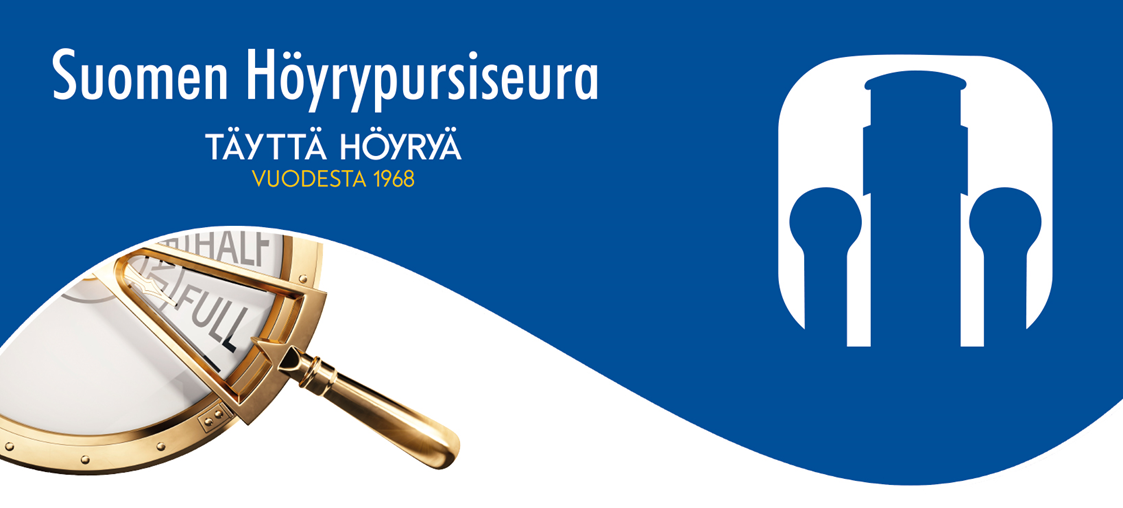 Suomen Höyrypursiseura
TÄYTTÄ HÖYRYÄ
VUODESTA 1968
HALF
FULL